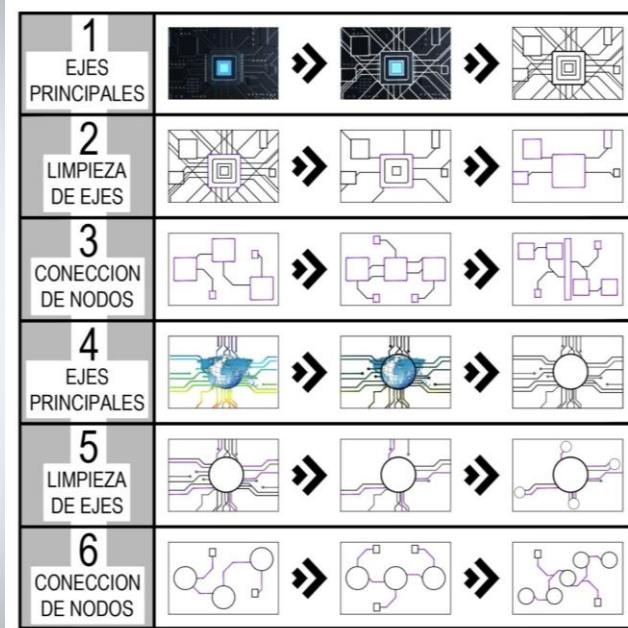 1
EJES
PRINCIPALES
2
LIMPIEZA
DE EJES
3
CONECCION
DE NODOS
4
EJES
PRINCIPALES
5
LIMPIEZA
DE EJES
6
CONECCION
DE NODOS